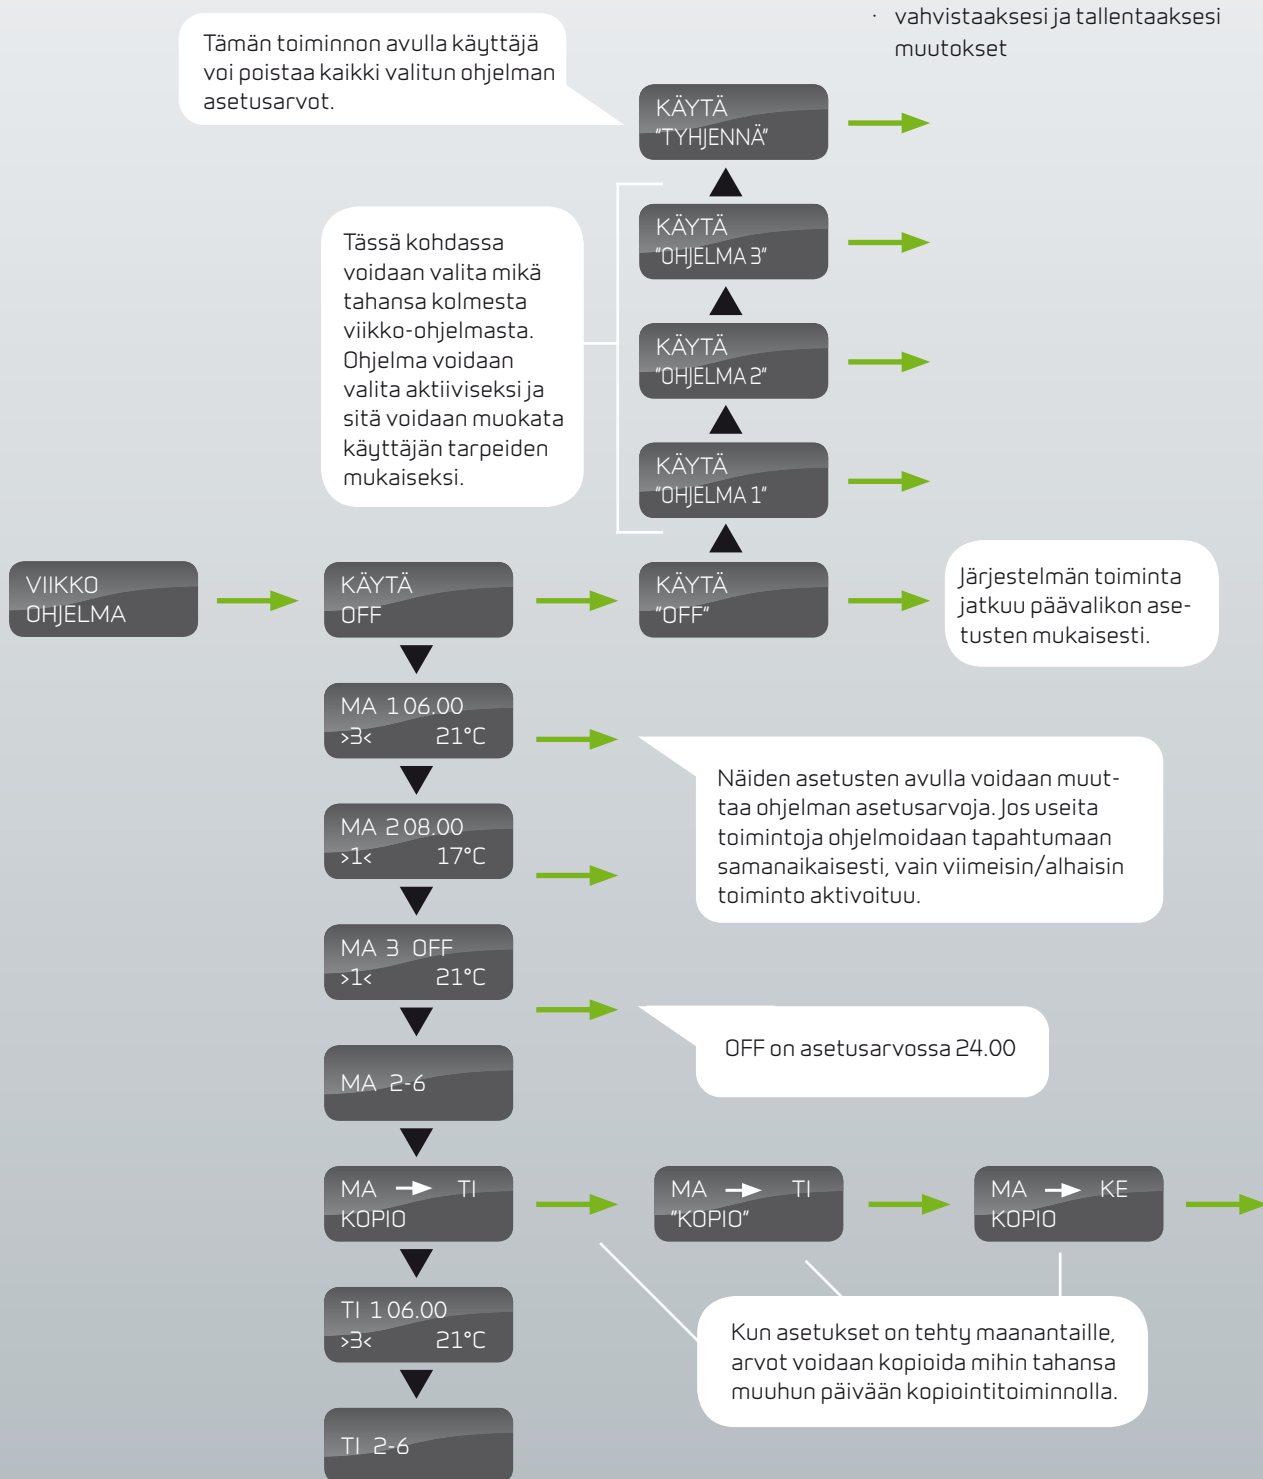 · vahvistaaksesi ja tallentaaksesi
muutokset
Tämän toiminnon avulla käyttäjä
voi poistaa kaikki valitun ohjelman
asetusarvot.
KÄYTÄ
"TYHJENNÄ"
Tässä kohdassa
voidaan valita mikä
tahansa kolmesta
viikko-ohjelmasta.
Ohjelma voidaan
valita aktiiviseksi ja
sitä voidaan muokata
käyttäjän tarpeiden
mukaiseksi.
KÄYTÄ
"OHJELMA 3"
KÄYTÄ
"OHJELMA 2"
KÄYTÄ
"OHJELMA 1"
VIIKKO
OHJELMA
KÄYTÄ
OFF
KÄYTÄ
"OFF"
Järjestelmän toiminta
jatkuu päävalikon ase-
tusten mukaisesti.
MA 1 06.00
>3< 21°C
Näiden asetusten avulla voidaan muut-
taa ohjelman asetusarvoja. Jos useita
toimintoja ohjelmoidaan tapahtumaan
samanaikaisesti, vain viimeisin/alhaisin
toiminto aktivoituu.
MA 2 08.00
>1< 17°C
MA 3 OFF
>1< 21°C
OFF on asetusarvossa 24.00
MA 2-6
MA → TI
KOPIO
MA → TI
"KOPIO"
MA → KE
KOPIO
TI 1 06.00
>3< 21°C
Kun asetukset on tehty maanantaille,
arvot voidaan kopioida mihin tahansa
muuhun päivään kopiointitoiminnolla.
TI 2-6